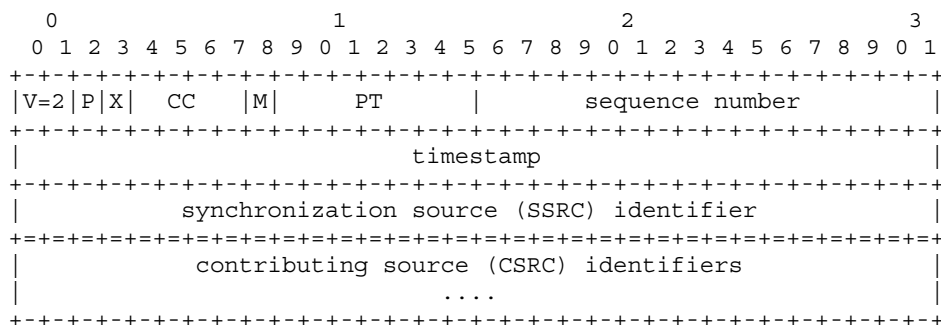 0                   1                   2                   3
0 1 2 3 4 5 6 7 8 9 0 1 2 3 4 5 6 7 8 9 0 1 2 3 4 5 6 7 8 9 0 1
+-+-+-+-+-+-+-+-+-+-+-+-+-+-+-+-+-+-+-+-+-+-+-+-+-+-+-+-+-+-+-+-+
|V=2|P|X|  CC   |M|     PT      |       sequence number         |
+-+-+-+-+-+-+-+-+-+-+-+-+-+-+-+-+-+-+-+-+-+-+-+-+-+-+-+-+-+-+-+-+
|                           timestamp                           |
+-+-+-+-+-+-+-+-+-+-+-+-+-+-+-+-+-+-+-+-+-+-+-+-+-+-+-+-+-+-+-+-+
|           synchronization source (SSRC) identifier            |
+=+=+=+=+=+=+=+=+=+=+=+=+=+=+=+=+=+=+=+=+=+=+=+=+=+=+=+=+=+=+=+=+
|            contributing source (CSRC) identifiers             |
|                             ....                              |
+-+-+-+-+-+-+-+-+-+-+-+-+-+-+-+-+-+-+-+-+-+-+-+-+-+-+-+-+-+-+-+-+